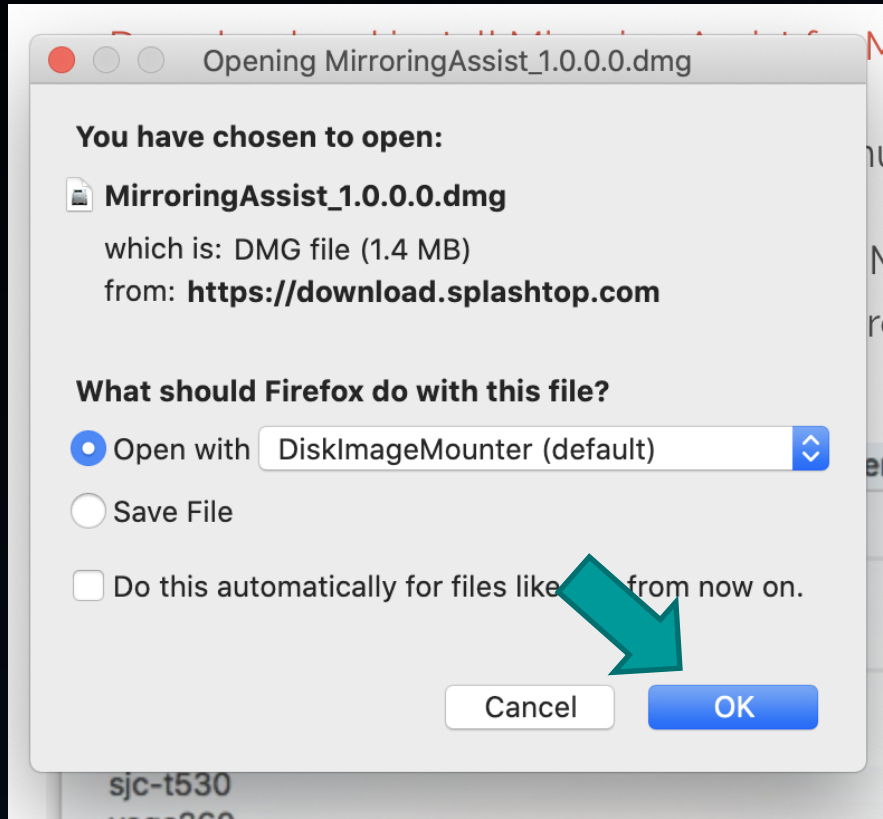 Opening MirroringAssist_1.0.0.0.dmg
You have chosen to open:
MirroringAssist_1.0.0.0.dmg
which is: DMG file (1.4 MB)
from: https://download.splashtop.com
What should Firefox do with this file?
Open with DiskImageMounter (default)
Save File
Do this automatically for files like from now on.
Cancel
OK
sjc-t530